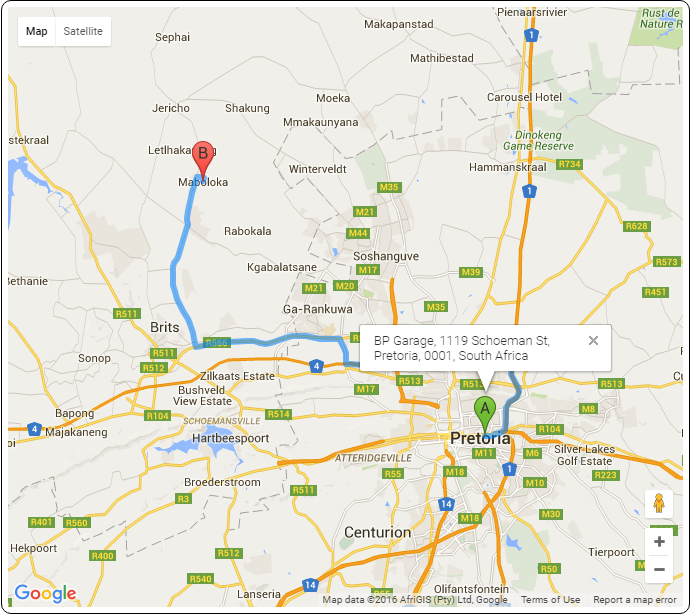 Pienaarsrivier
Rust de
Nature R
Makapanstad
Map
Satellite
1
Sephai
Mathibestad
Moeka
Carousel Hotel
Jericho
Shakung
Mmakaunyana
Dinokeng
Game Reserve
stekraal
B
Winterveldt
Hammanskraal
R734
Maboloka
M35
1
M21
R628
Rabokala
M44
Soshanguve
R573
Kgabalatsane
M17
M39
ethanie
M21
M20
R451
Ga-Rankuwa
M35
R511
Brits
BP Garage, 1119 Schoeman St,
Pretoria, 0001, South Africa
R566
R511
Sonop
R512
4
Zilkaats Estate
R513
R513
R513
Bushveld
View Estate
M17
A
M8
Bapong
R104
R514
SCHOEMANSVILLE
4
Majakaneng
Hartbeespoort
Pretoria
R104
M11
M6
Silver Lakes
Golf Estate
ATTERIDGEVILLE
M18
1
R55
R223
Broederstroom
M10
R511
R3
14
M18
M30
R401
R560
Centurion
Hekpoort
R400
R512
Tierpoort
R50
R540
14
Lanseria
Olifantsfontein
Google
Map data ©2016 AfriGIS (Pty) Ltd, Google
Terms of Use
Report a map error